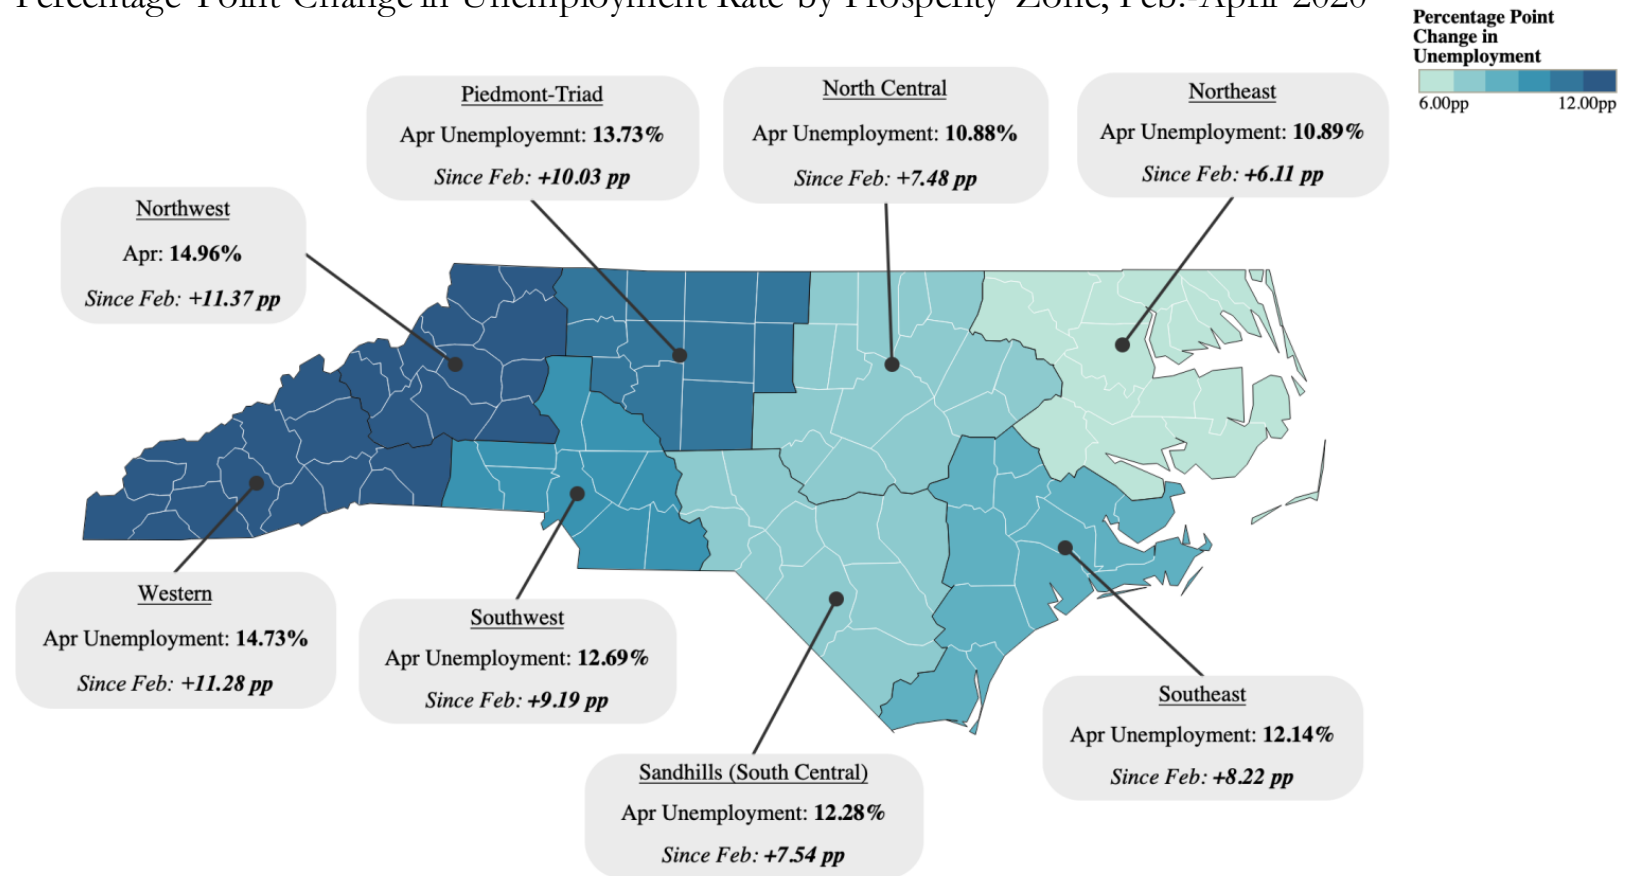 Percentage Point Change in Unemployment Rate by Prosperity Zone, Feb.-April 2020
Percentage Point
Change in
Unemployment
6.00pp 12.00pp
Piedmont-Triad
Apr Unemployemnt: 13.73%
Since Feb: +10.03 pp
North Central
Apr Unemployment: 10.88%
Since Feb: +7.48 pp
Northeast
Apr Unemployment: 10.89%
Since Feb: +6.11 pp
Northwest
Apr: 14.96%
Since Feb: +11.37 pp
Western
Apr Unemployment: 14.73%
Since Feb: +11.28 pp
Southwest
Apr Unemployment: 12.69%
Since Feb: +9.19 pp
Sandhills (South Central)
Apr Unemployment: 12.28%
Since Feb: +7.54 pp
Southeast
Apr Unemployment: 12.14%
Since Feb: +8.22 pp